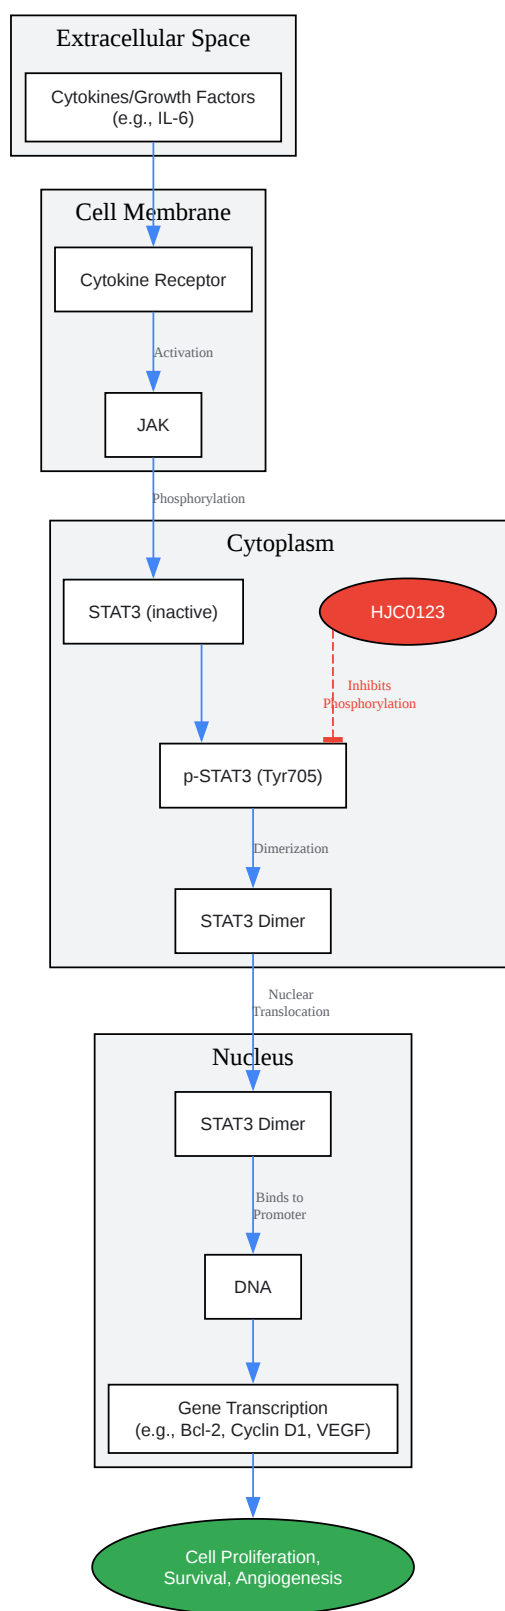 Extracellular Space
Cytokines/Growth Factors
(e.g., IL-6)
Cell Membrane
Cytokine Receptor
Activation
JAK
Phosphorylation
Cytoplasm
STAT3 (inactive)
HJC0123
Inhibits
Phosphorylation
p-STAT3 (Tyr705)
Dimerization
STAT3 Dimer
Nuclear
Translocation
Nucleus
STAT3 Dimer
Binds to
Promoter
DNA
Gene Transcription
(e.g., Bcl-2, Cyclin D1, VEGF)
Cell Proliferation,
Survival, Angiogenesis